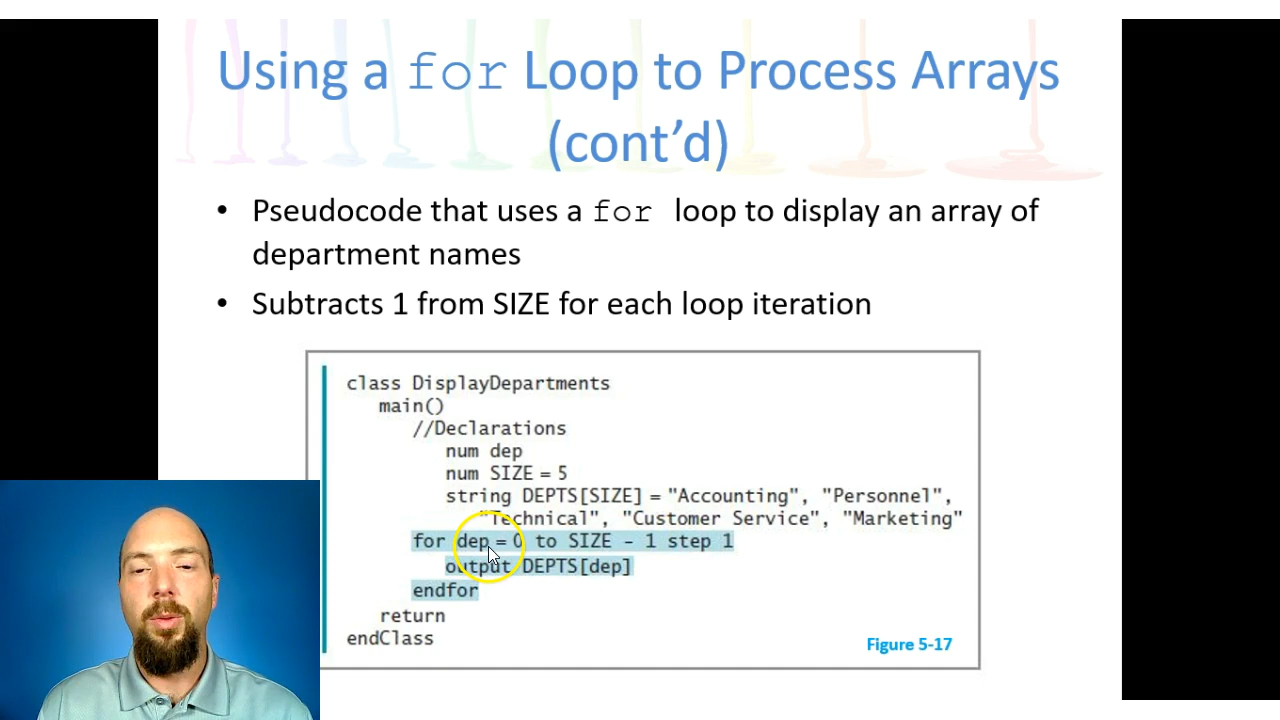 Using a for Loop to Process Arrays
(cont’d)
• Pseudocode that uses a for loop to display an array of
department names
• Subtracts 1 from SIZE for each loop iteration
class DisplayDepartments
main()
//Declarations
num dep
num SIZE = 5
string DEPTS[SIZE] = "Accounting", "Personnel",
"Technical", "Customer Service", "Marketing"
for dep = 0 to SIZE - 1 step 1
output DEPTS[dep]
endfor
return
endClass
Figure 5-17